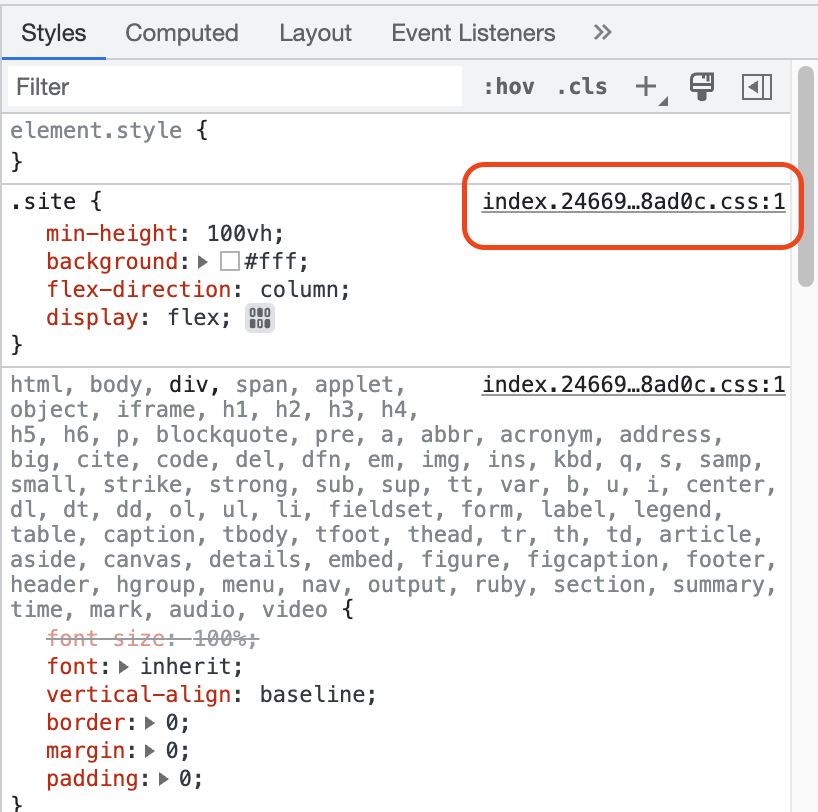 Styles Computed Layout Event Listeners »
Filter :hov .cls +
element.style {
}
.site { index.24669…8ad0c.css:1
min-height: 100vh;
background: #fff;
flex-direction: column;
display: flex;
}
html, body, div, span, applet, index.24669…8ad0c.css:1
object, iframe, h1, h2, h3, h4,
h5, h6, p, blockquote, pre, a, abbr, acronym, address,
big, cite, code, del, dfn, em, img, ins, kbd, q, s, samp,
small, strike, strong, sub, sup, tt, var, b, u, i, center,
dl, dt, dd, ol, ul, li, fieldset, form, label, legend,
table, caption, tbody, tfoot, thead, tr, th, td, article,
aside, canvas, details, embed, figure, figcaption, footer,
header, hgroup, menu, nav, output, ruby, section, summary,
time, mark, audio, video {
font-size: 100%;
font: inherit;
vertical-align: baseline;
border: 0;
margin: 0;
padding: 0;
}